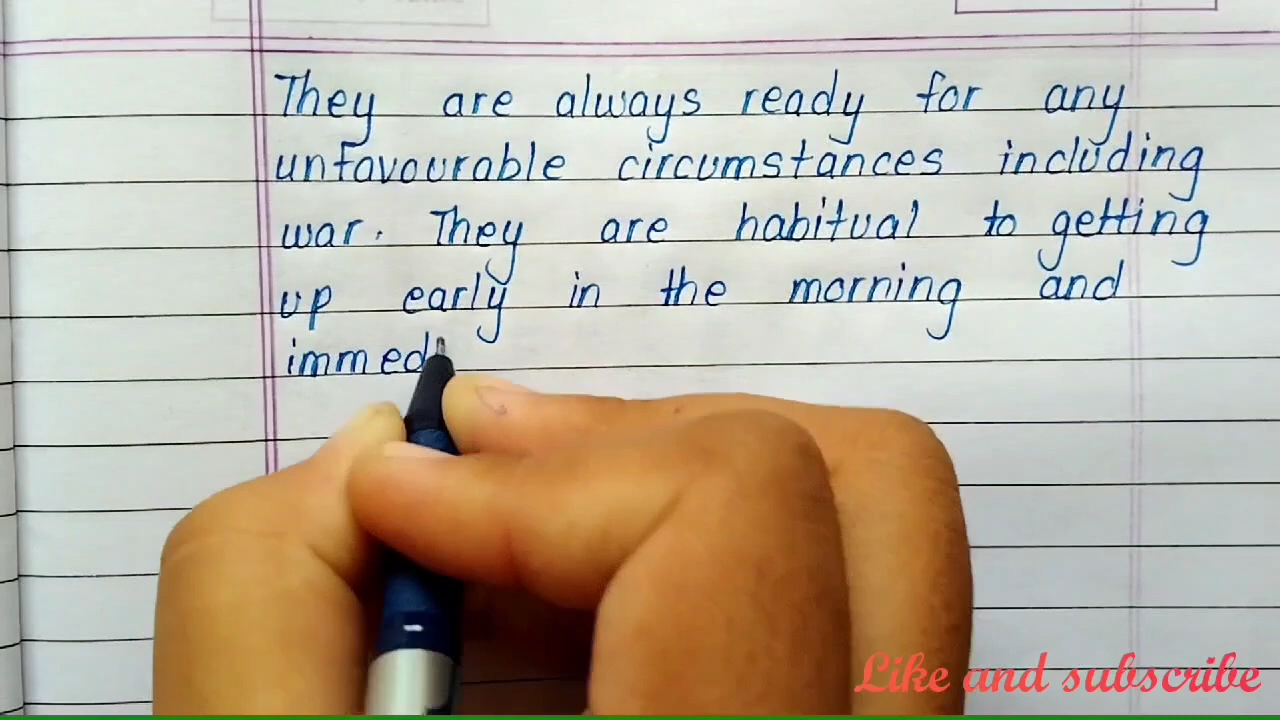 They are always ready for any
unfavourable circumstances including
war. They are habitual to getting
up early in the morning and
immed
Like and subscribe